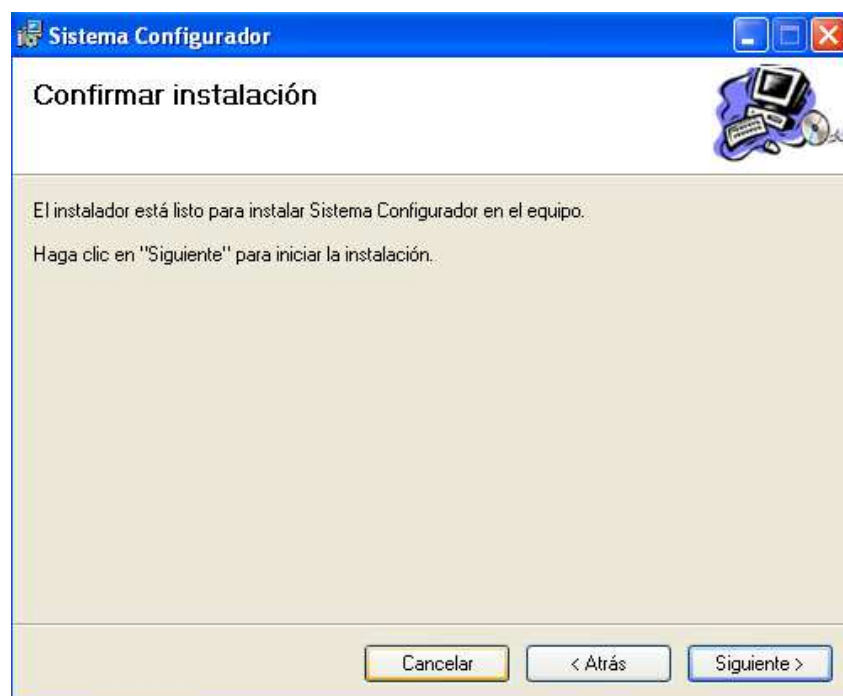 Sistema Configurador
Confirmar instalación
El instalador está listo para instalar Sistema Configurador en el equipo.
Haga clic en "Siguiente" para iniciar la instalación.
Cancelar
< Atrás
Siguiente >